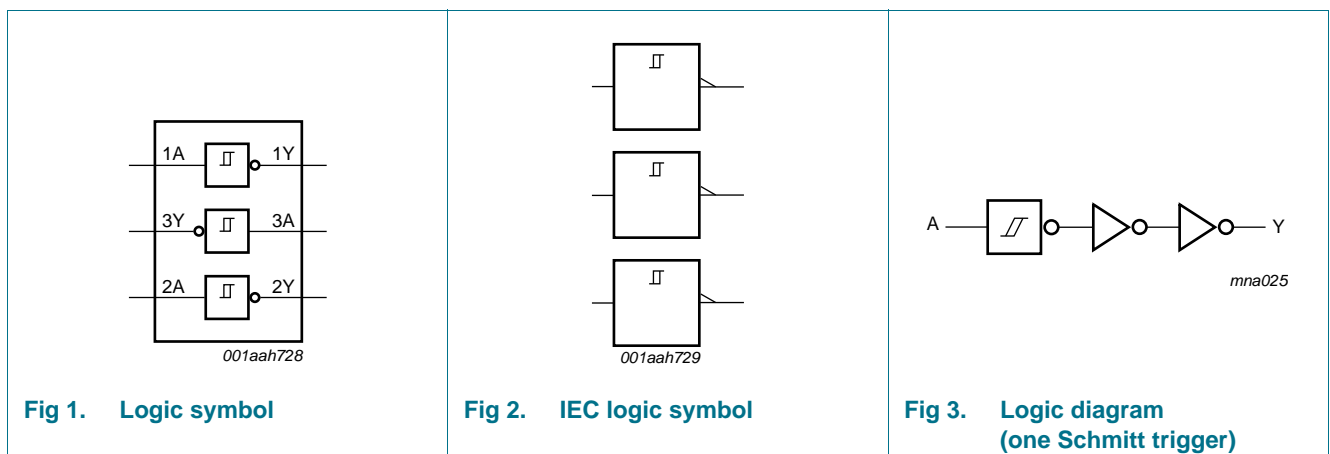 1A 1Y
3Y 3A
2A 2Y
001aah728
Fig 1. Logic symbol
001aah729
Fig 2. IEC logic symbol
A Y
mna025
Fig 3. Logic diagram
(one Schmitt trigger)